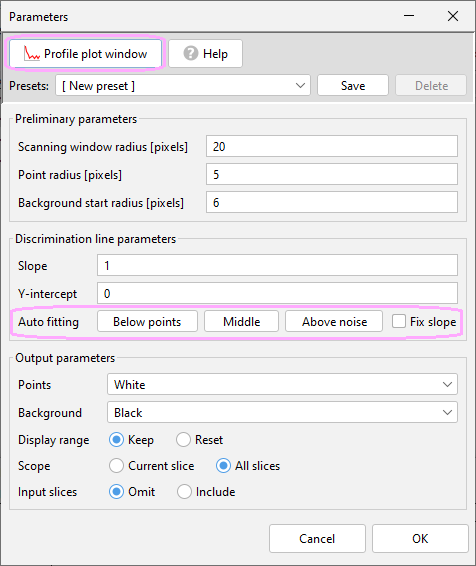 Parameters
Profile plot window
Help
Presets: [ New preset ] Save Delete
Preliminary parameters
Scanning window radius [pixels] 20
Point radius [pixels] 5
Background start radius [pixels] 6
Discrimination line parameters
Slope 1
Y-intercept 0
Auto fitting Below points Middle Above noise Fix slope
Output parameters
Points White
Background Black
Display range Keep Reset
Scope Current slice All slices
Input slices Omit Include
Cancel OK